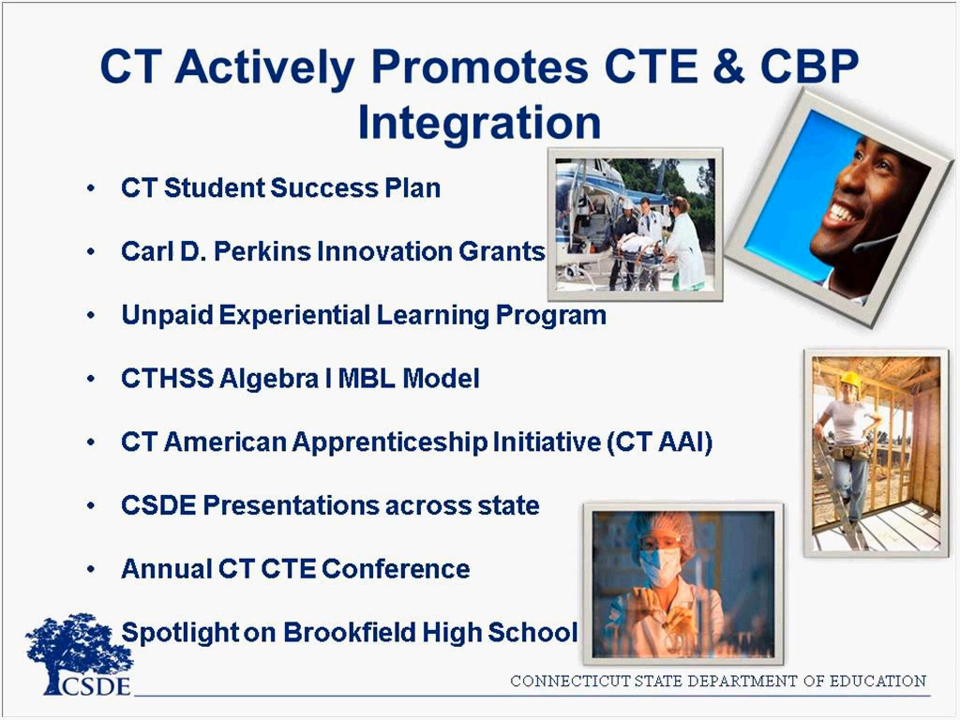 CT Actively Promotes CTE & CBP
Integration
• CT Student Success Plan
• Carl D. Perkins Innovation Grants
• Unpaid Experiential Learning Program
• CTHSS Algebra I MBL Model
• CT American Apprenticeship Initiative (CT AAI)
• CSDE Presentations across state
• Annual CT CTE Conference
Spotlight on Brookfield High School
CSDE
CONNECTICUT STATE DEPARTMENT OF EDUCATION